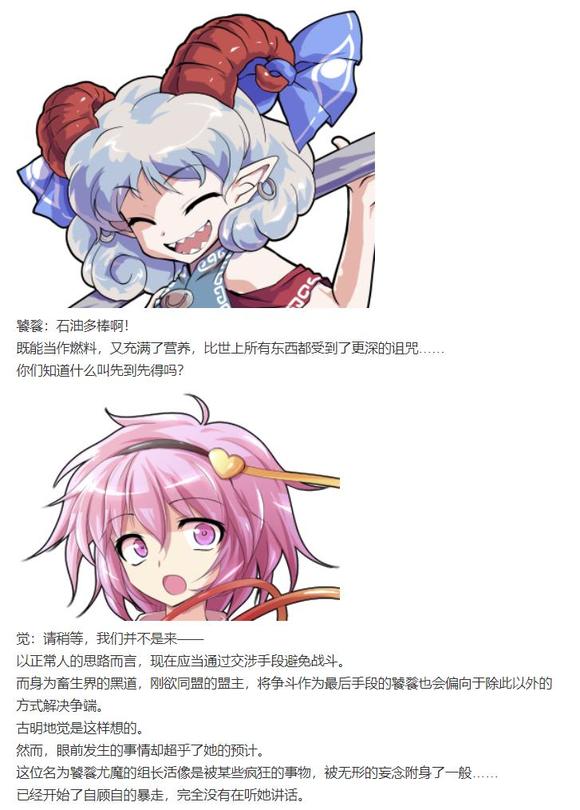 饕餮：石油多棒啊！
既能当作燃料，又充满了营养，比世上所有东西都受到了更深的诅咒……
你们知道什么叫先到先得吗？
觉：请稍等，我们并不是来——
以正常人的思路而言，现在应当通过交涉手段避免战斗。
而身为畜生界的黑道，刚欲同盟的盟主，将争斗作为最后手段的饕餮也会偏向于除此以外的
方式解决争端。
古明地觉是这样想的。
然而，眼前发生的事情却超乎了她的预计。
这位名为饕餮尤魔的组长活像是被某些疯狂的事物，被无形的妄念附身了一般……
已经开始了自顾自的暴走，完全没有在听她讲话。